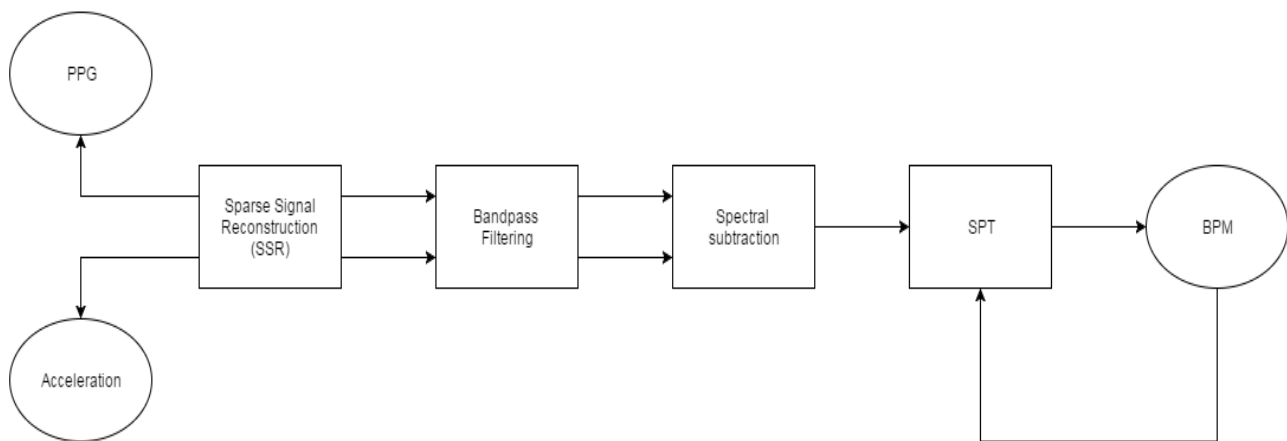 PPG
Sparse Signal
Reconstruction
(SSR)
Bandpass
Filtering
Spectral
subtraction
SPT
BPM
Acceleration